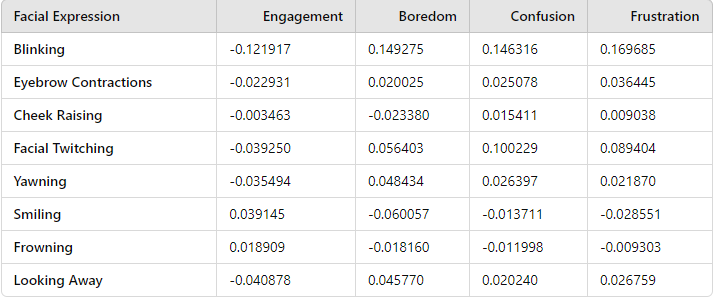 Facial Expression Engagement Boredom Confusion Frustration
Blinking -0.121917 0.149275 0.146316 0.169685
Eyebrow Contractions -0.022931 0.020025 0.025078 0.036445
Cheek Raising -0.003463 -0.023380 0.015411 0.009038
Facial Twitching -0.039250 0.056403 0.100229 0.089404
Yawning -0.035494 0.048434 0.026397 0.021870
Smiling 0.039145 -0.060057 -0.013711 -0.028551
Frowning 0.018909 -0.018160 -0.011998 -0.009303
Looking Away -0.040878 0.045770 0.020240 0.026759